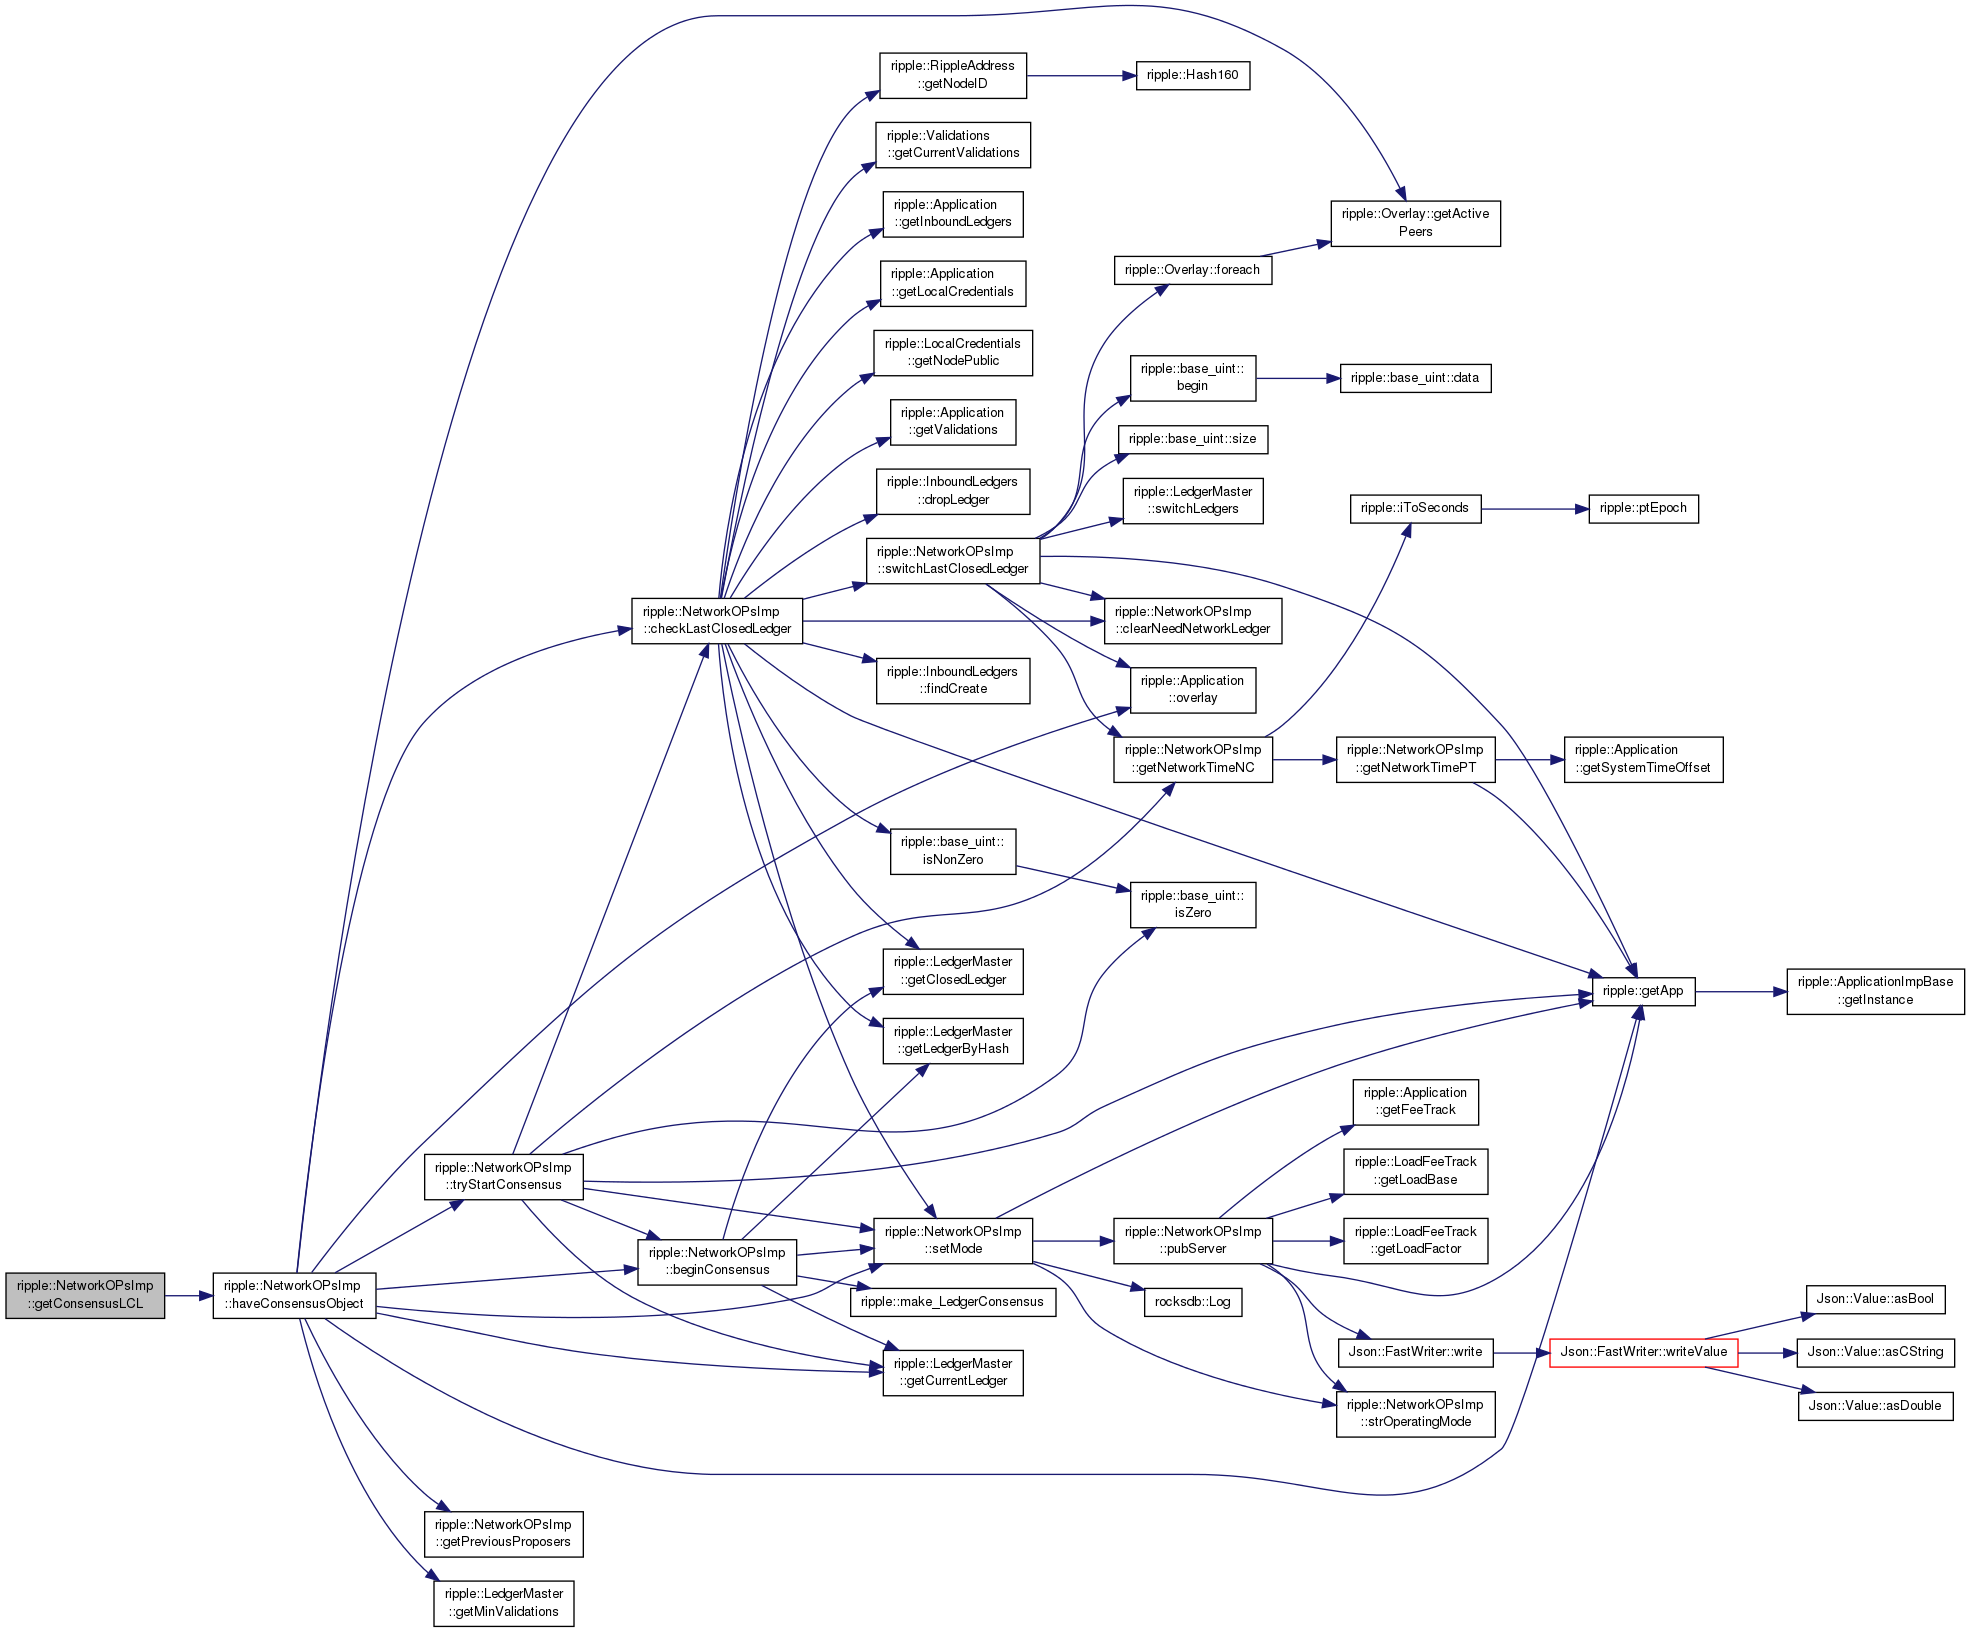 ripple::RippleAddress
::getNodeID
ripple::Hash160
ripple::Validations
::getCurrentValidations
ripple::Application
::getInboundLedgers
ripple::Overlay::getActive
Peers
ripple::Application
::getLocalCredentials
ripple::Overlay::foreach
ripple::LocalCredentials
::getNodePublic
ripple::base_uint::
begin
ripple::base_uint::data
ripple::Application
::getValidations
ripple::base_uint::size
ripple::InboundLedgers
::dropLedger
ripple::LedgerMaster
::switchLedgers
ripple::iToSeconds
ripple::ptEpoch
ripple::NetworkOPsImp
::switchLastClosedLedger
ripple::NetworkOPsImp
::checkLastClosedLedger
ripple::NetworkOPsImp
::clearNeedNetworkLedger
ripple::InboundLedgers
::findCreate
ripple::Application
::overlay
ripple::NetworkOPsImp
::getNetworkTimeNC
ripple::NetworkOPsImp
::getNetworkTimePT
ripple::Application
::getSystemTimeOffset
ripple::base_uint::
isNonZero
ripple::base_uint::
isZero
ripple::LedgerMaster
::getClosedLedger
ripple::getApp
ripple::ApplicationImpBase
::getInstance
ripple::LedgerMaster
::getLedgerByHash
ripple::Application
::getFeeTrack
ripple::NetworkOPsImp
::tryStartConsensus
ripple::LoadFeeTrack
::getLoadBase
ripple::NetworkOPsImp
::setMode
ripple::NetworkOPsImp
::pubServer
ripple::LoadFeeTrack
::getLoadFactor
ripple::NetworkOPsImp
::beginConsensus
ripple::NetworkOPsImp
::getConsensusLCL
ripple::NetworkOPsImp
::haveConsensusObject
ripple::make_LedgerConsensus
rocksdb::Log
Json::Value::asBool
Json::FastWriter::write
Json::FastWriter::writeValue
Json::Value::asCString
ripple::LedgerMaster
::getCurrentLedger
ripple::NetworkOPsImp
::strOperatingMode
Json::Value::asDouble
ripple::NetworkOPsImp
::getPreviousProposers
ripple::LedgerMaster
::getMinValidations